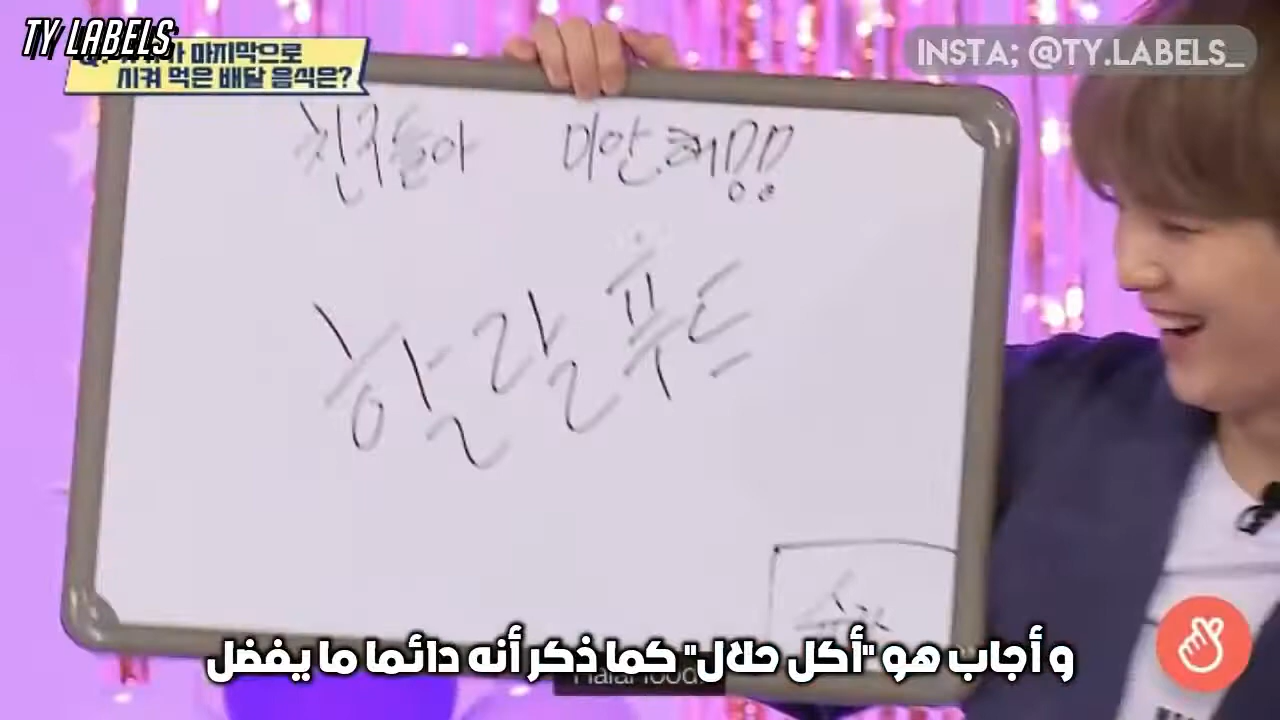 TY LABELS
INSTA; @TY.LABELS_
마지막으로
시켜 먹은 배달 음식은?
친구들아 미안해
할랄푸드
슈가
و أجاب هو "أكل حلال" كما ذكر أنه دائما ما يفضل
Halal food.